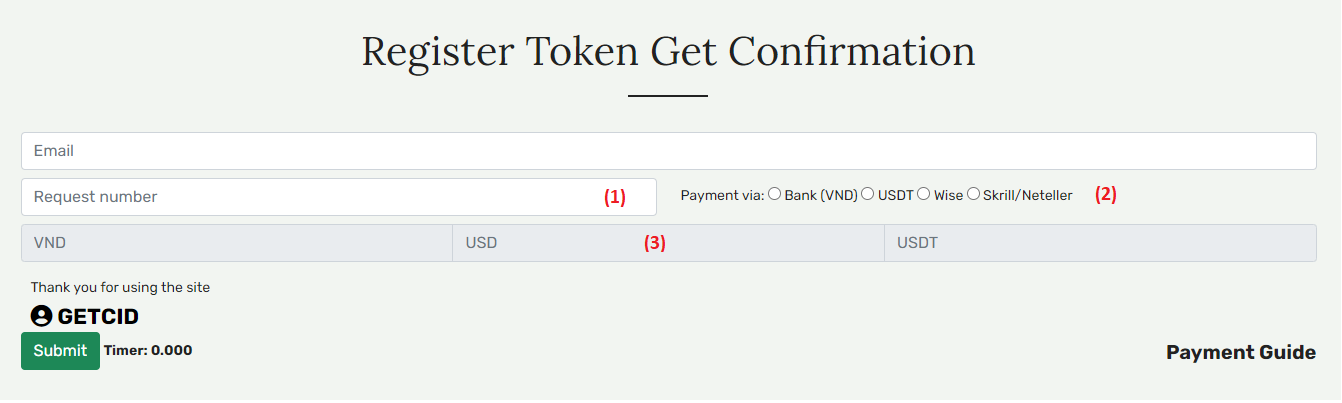 Register Token Get Confirmation
Email
Request number (1) Payment via: Bank (VND) USDT Wise Skrill/Neteller (2)
VND USD (3) USDT
Thank you for using the site
GETCID
Submit Timer: 0.000 Payment Guide